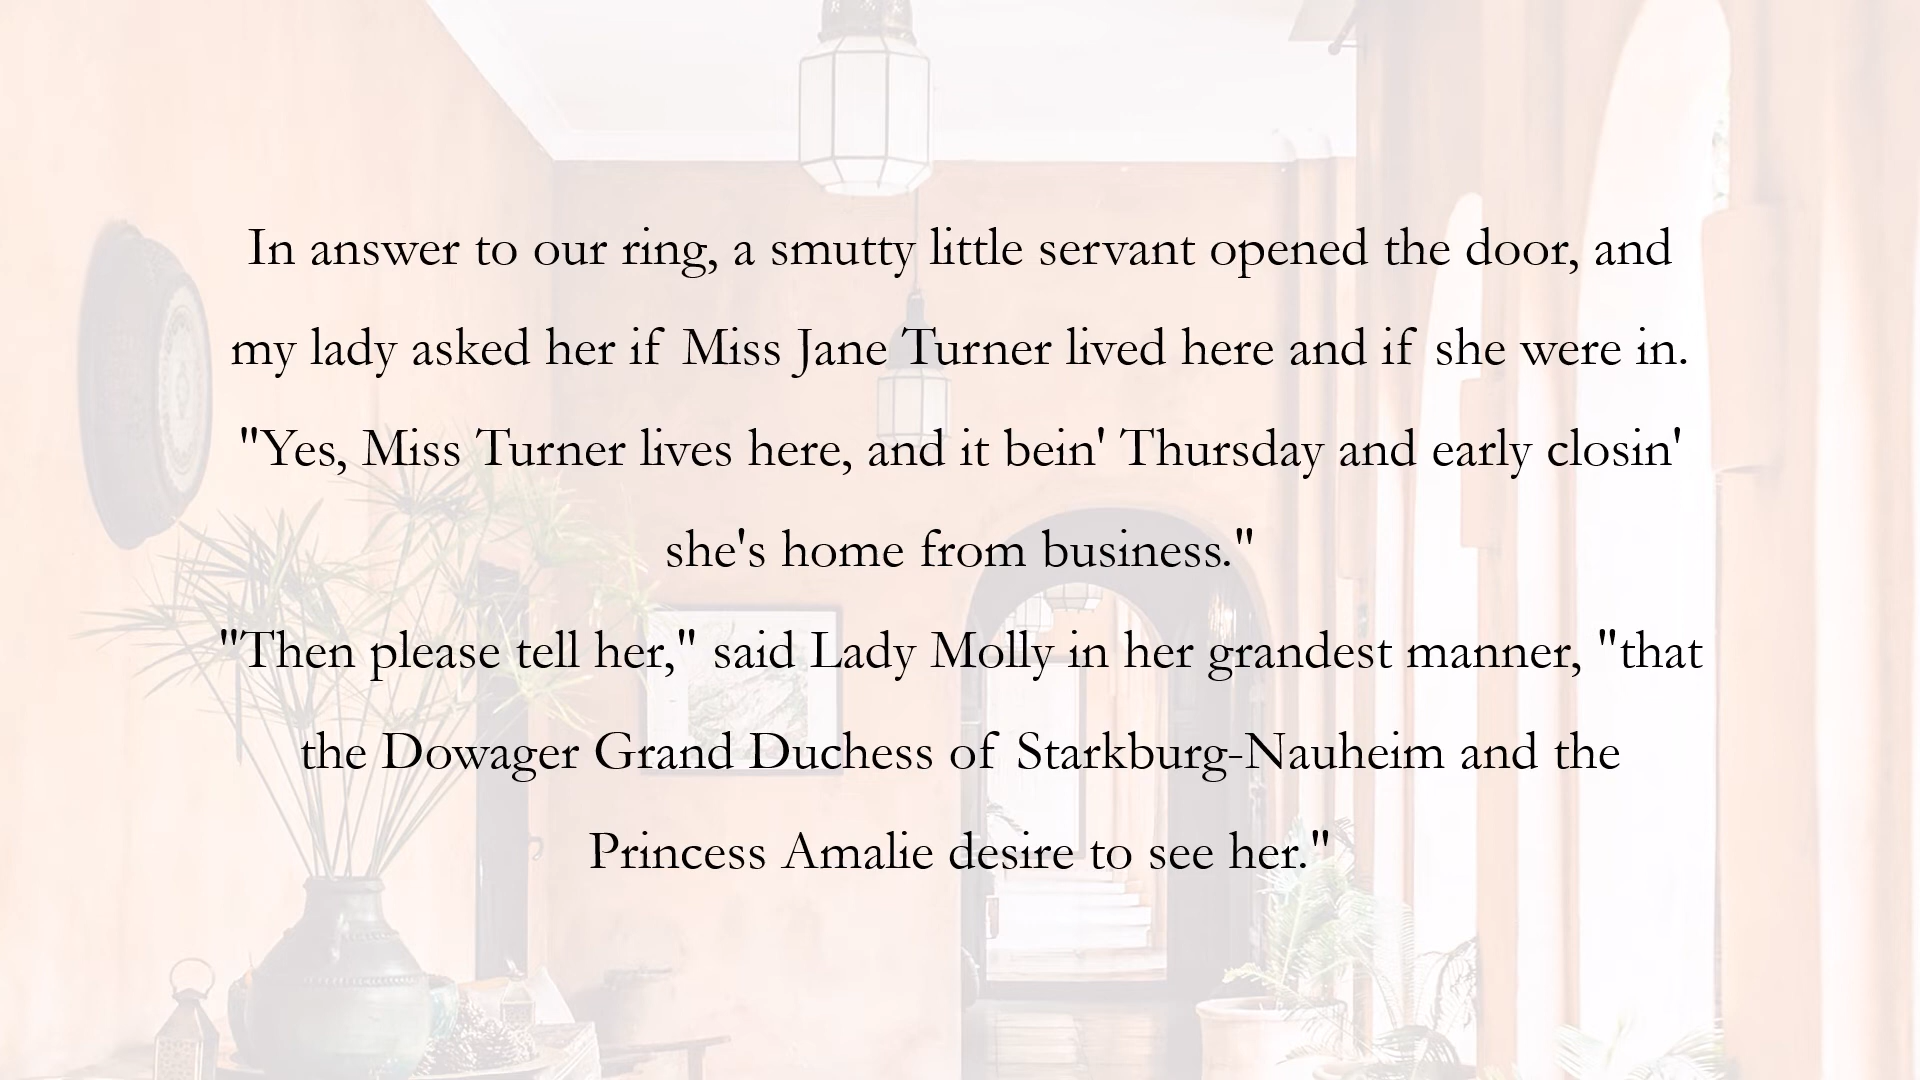 In answer to our ring, a smutty little servant opened the door, and
my lady asked her if Miss Jane Turner lived here and if she were in.
"Yes, Miss Turner lives here, and it bein' Thursday and early closin'
she's home from business."
"Then please tell her," said Lady Molly in her grandest manner, "that
the Dowager Grand Duchess of Starkburg-Nauheim and the
Princess Amalie desire to see her."